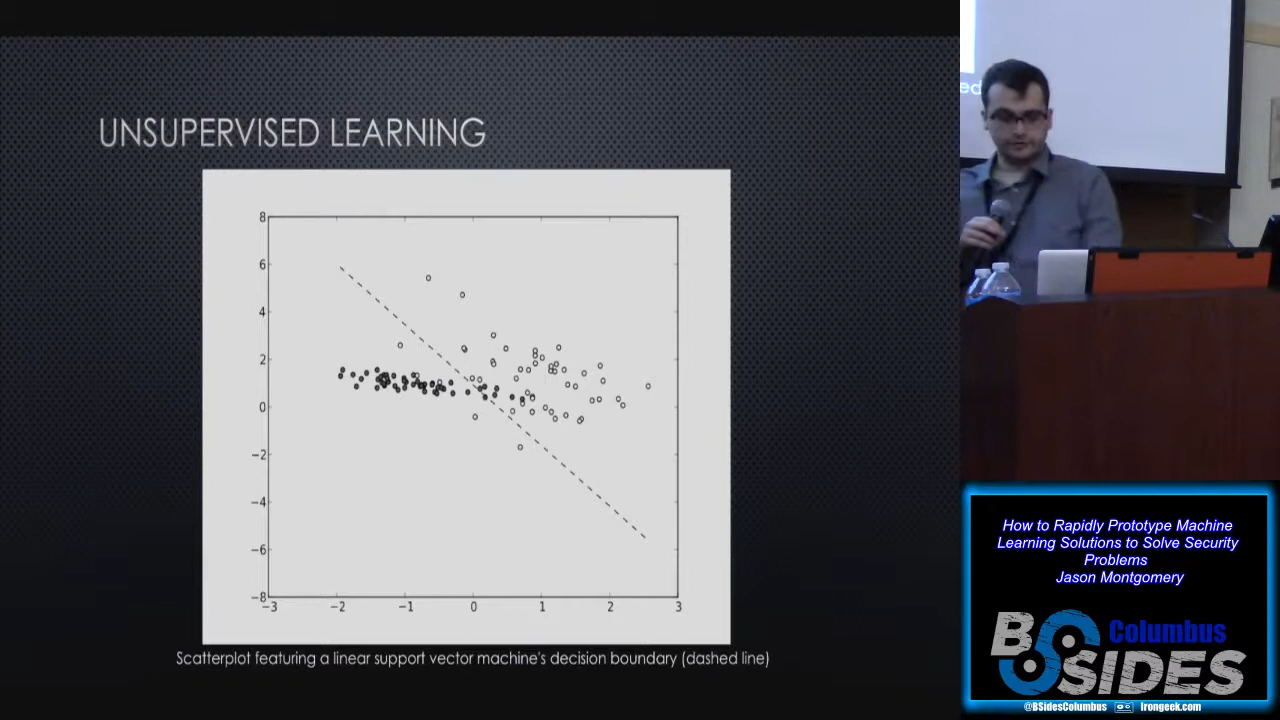 UNSUPERVISED LEARNING
8
6
4
2
0
−2
−4
−6
−8
−3 −2 −1 0 1 2 3
Scatterplot featuring a linear support vector machine's decision boundary (dashed line)
ed
How to Rapidly Prototype Machine
Learning Solutions to Solve Security
Problems
Jason Montgomery
BSIDES
Columbus
@BSidesColumbus Irongeek.com